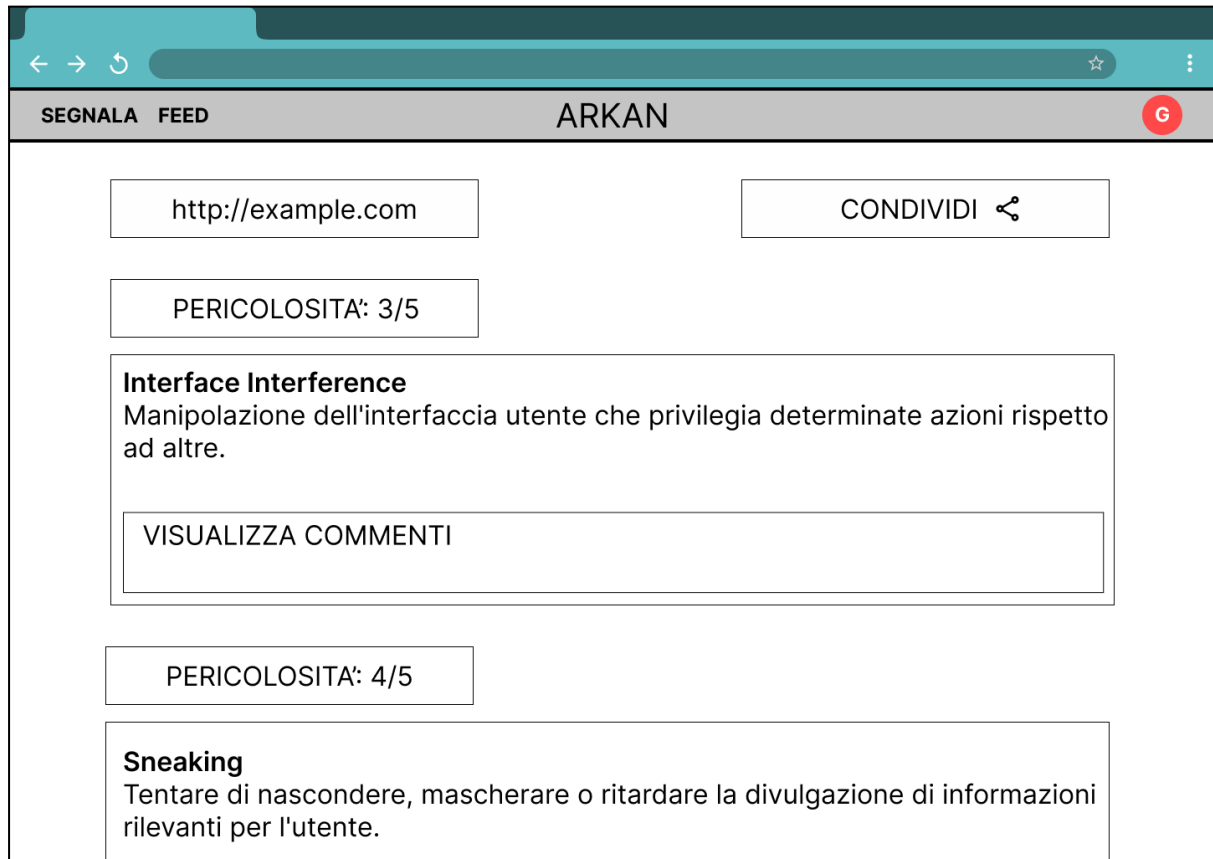 SEGNALA FEED ARKAN G
http://example.com CONDIVIDI
PERICOLOSITA’: 3/5
Interface Interference
Manipolazione dell'interfaccia utente che privilegia determinate azioni rispetto
ad altre.
VISUALIZZA COMMENTI
PERICOLOSITA’: 4/5
Sneaking
Tentare di nascondere, mascherare o ritardare la divulgazione di informazioni
rilevanti per l'utente.